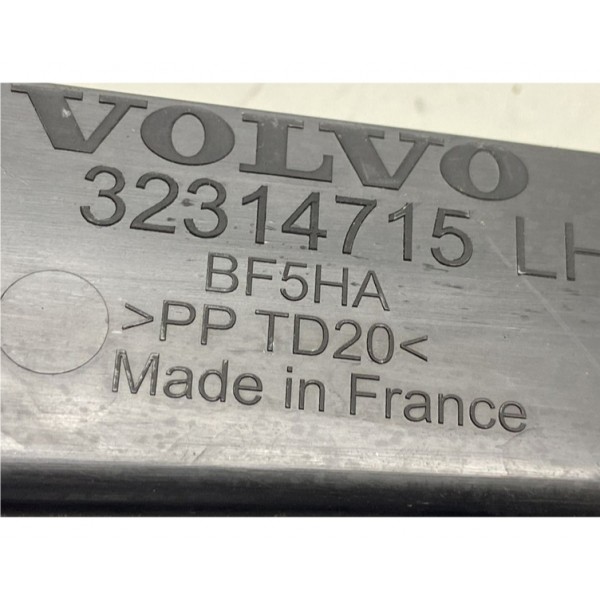 VOLVO
32314715 LH
BF5HA
>PP TD20<
Made in France